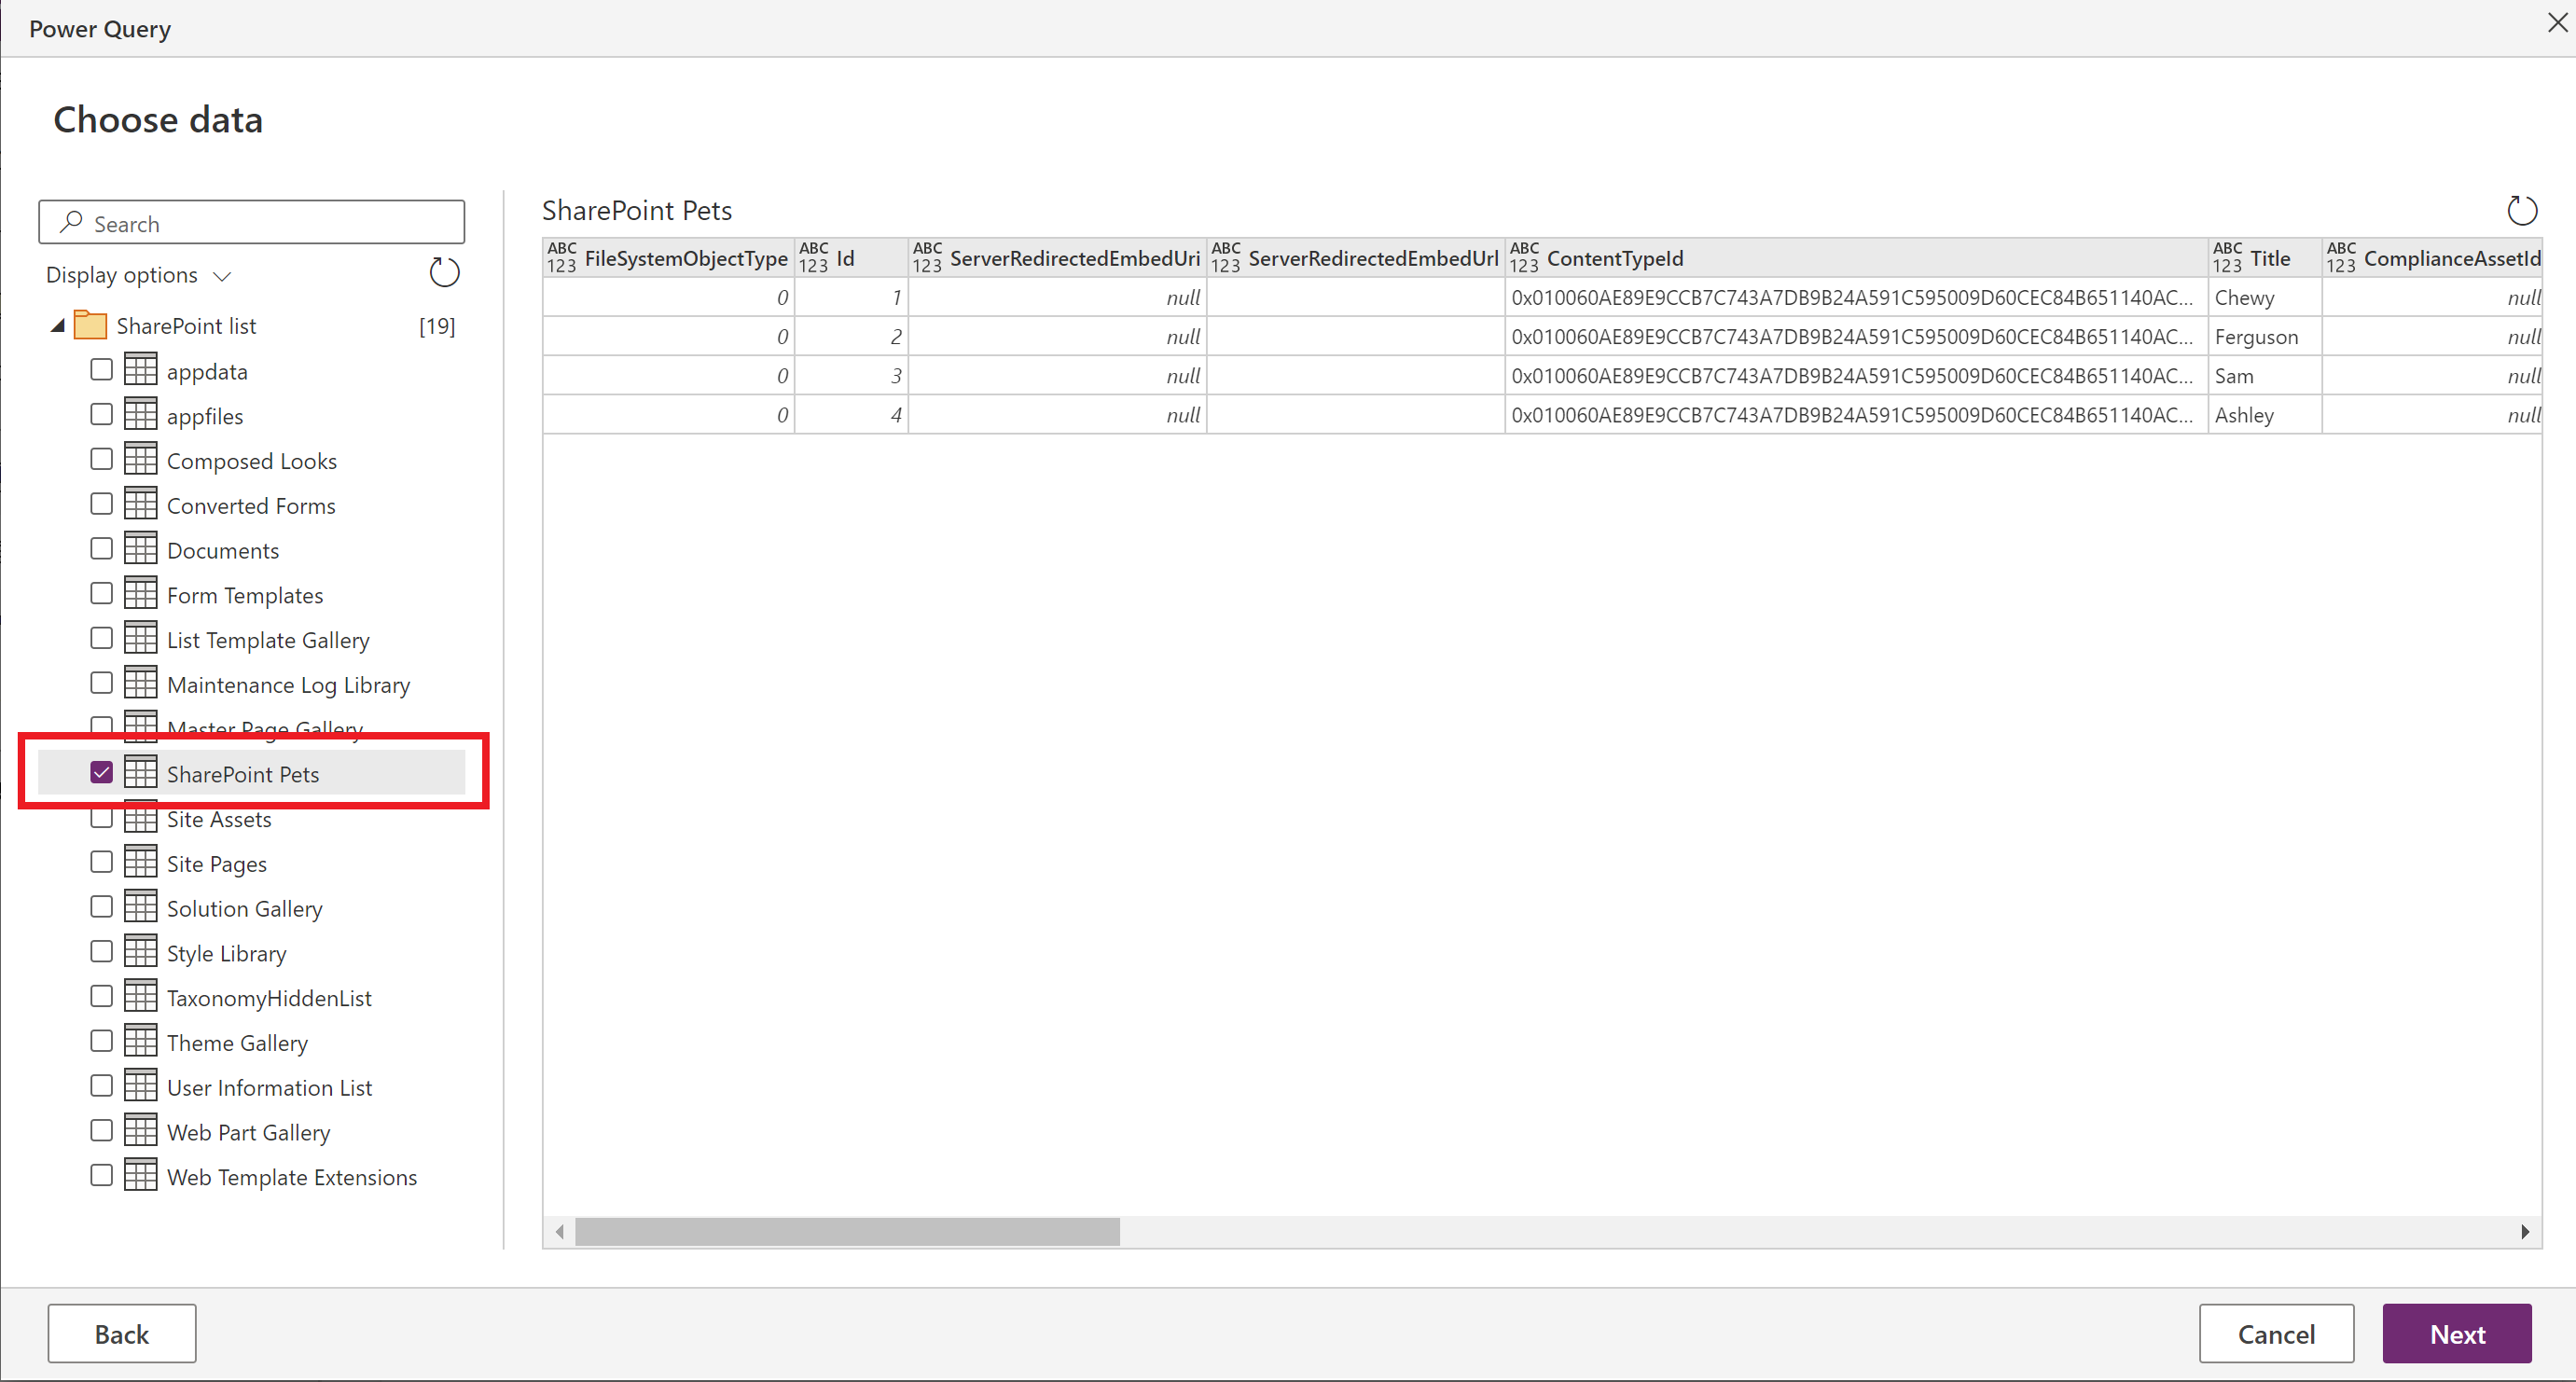 Power Query
Choose data
Search
Display options
SharePoint list [19]
appdata
appfiles
Composed Looks
Converted Forms
Documents
Form Templates
List Template Gallery
Maintenance Log Library
Master Page Gallery
SharePoint Pets
Site Assets
Site Pages
Solution Gallery
Style Library
TaxonomyHiddenList
Theme Gallery
User Information List
Web Part Gallery
Web Template Extensions
SharePoint Pets
ABC 123 FileSystemObjectType ABC 123 Id ABC 123 ServerRedirectedEmbedUri ABC 123 ServerRedirectedEmbedUrl ABC 123 ContentTypeId ABC 123 Title ABC 123 ComplianceAssetId
0 1 null 0x010060AE89E9CCB7C743A7DB9B24A591C595009D60CEC84B651140AC... Chewy null
0 2 null 0x010060AE89E9CCB7C743A7DB9B24A591C595009D60CEC84B651140AC... Ferguson null
0 3 null 0x010060AE89E9CCB7C743A7DB9B24A591C595009D60CEC84B651140AC... Sam null
0 4 null 0x010060AE89E9CCB7C743A7DB9B24A591C595009D60CEC84B651140AC... Ashley null
Back Cancel Next